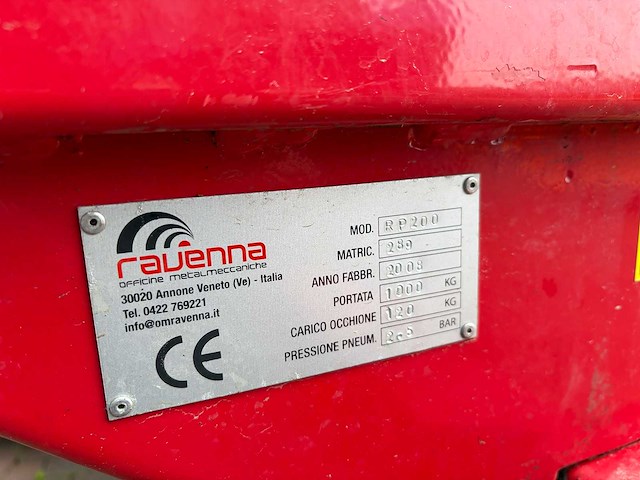 ravenna
officine metalmeccaniche
30020 Annone Veneto (Ve) - Italia
Tel. 0422 769221
info@omravenna.it
CE
MOD. RP200
MATRIC. 289
ANNO FABBR. 2008
PORTATA 1000 KG
CARICO OCCHIONE 120 KG
PRESSIONE PNEUM. BAR